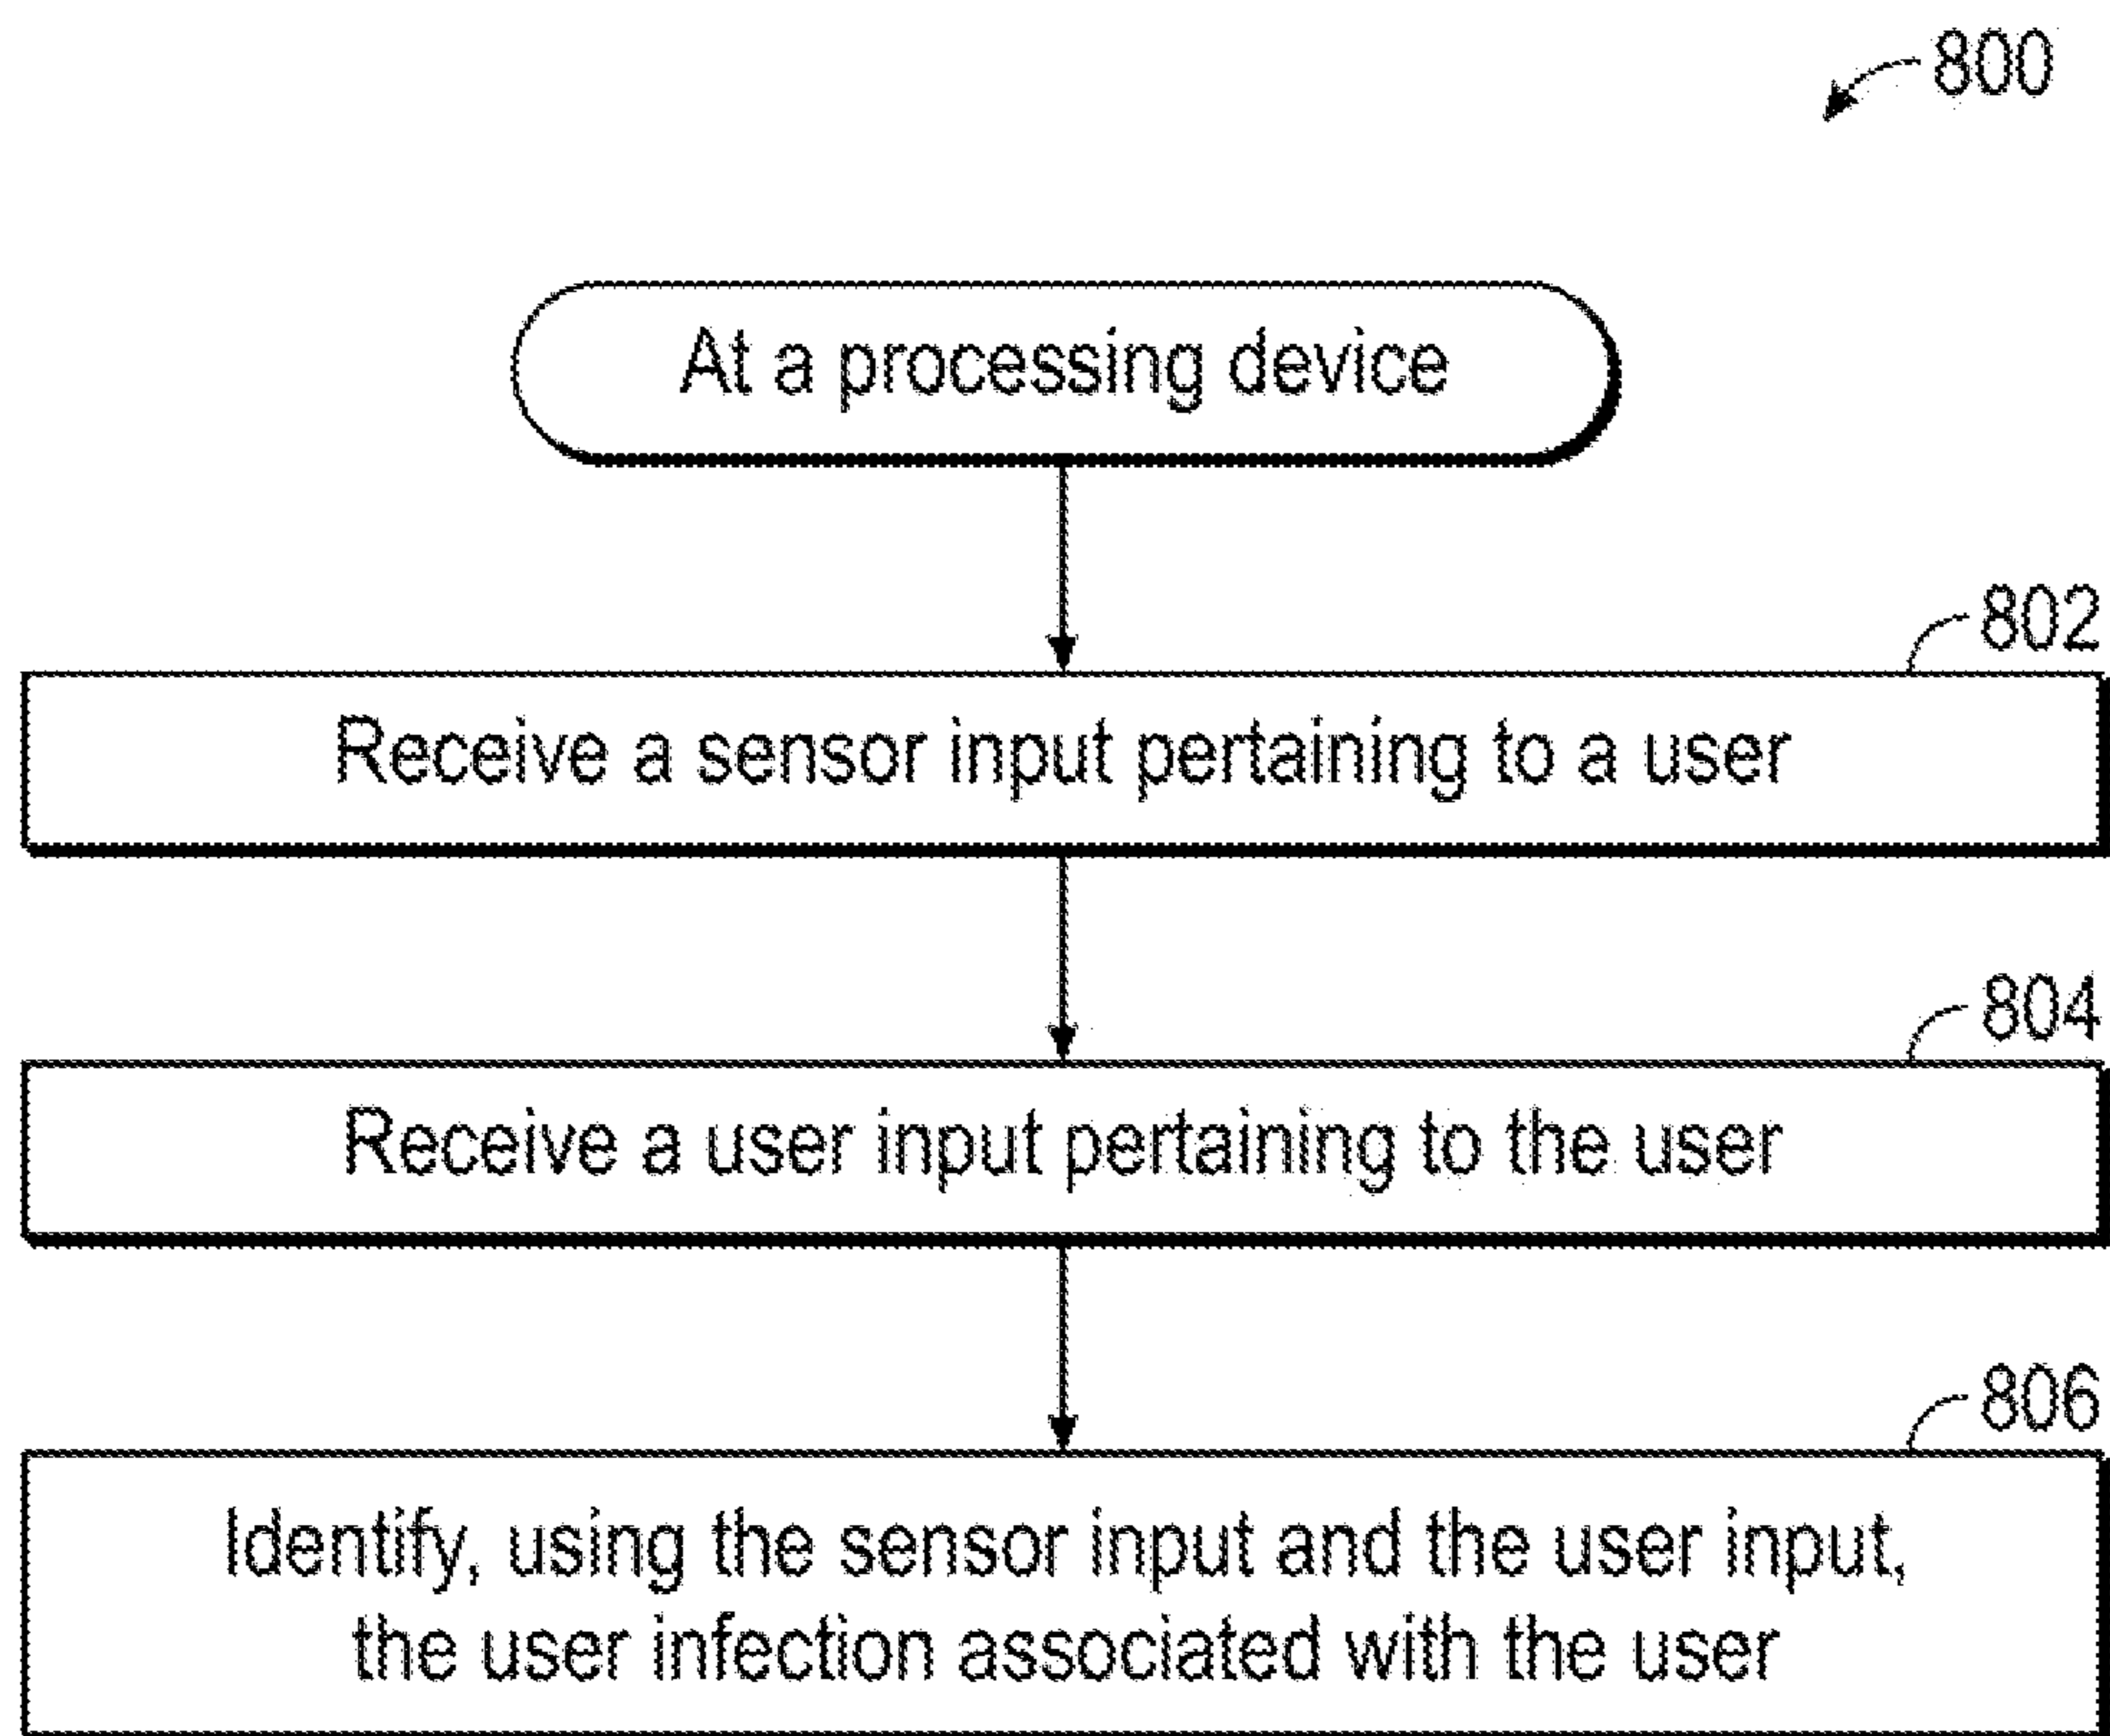 800
At a processing device
802
Receive a sensor input pertaining to a user
804
Receive a user input pertaining to the user
806
Identify, using the sensor input and the user input,
the user infection associated with the user